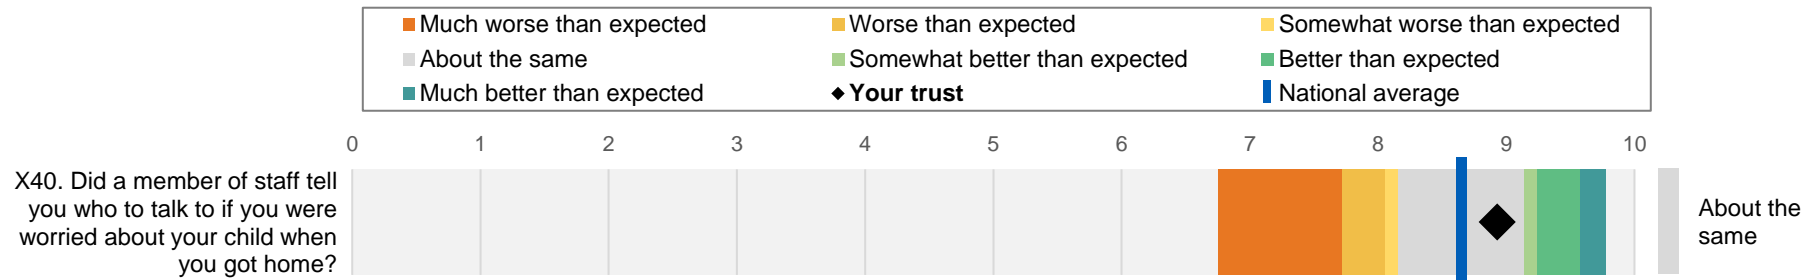 Much worse than expected
Worse than expected
Somewhat worse than expected
About the same
Somewhat better than expected
Better than expected
Much better than expected
Your trust
National average
0 1 2 3 4 5 6 7 8 9 10
X40. Did a member of staff tell
you who to talk to if you were
worried about your child when
you got home?
About the
same